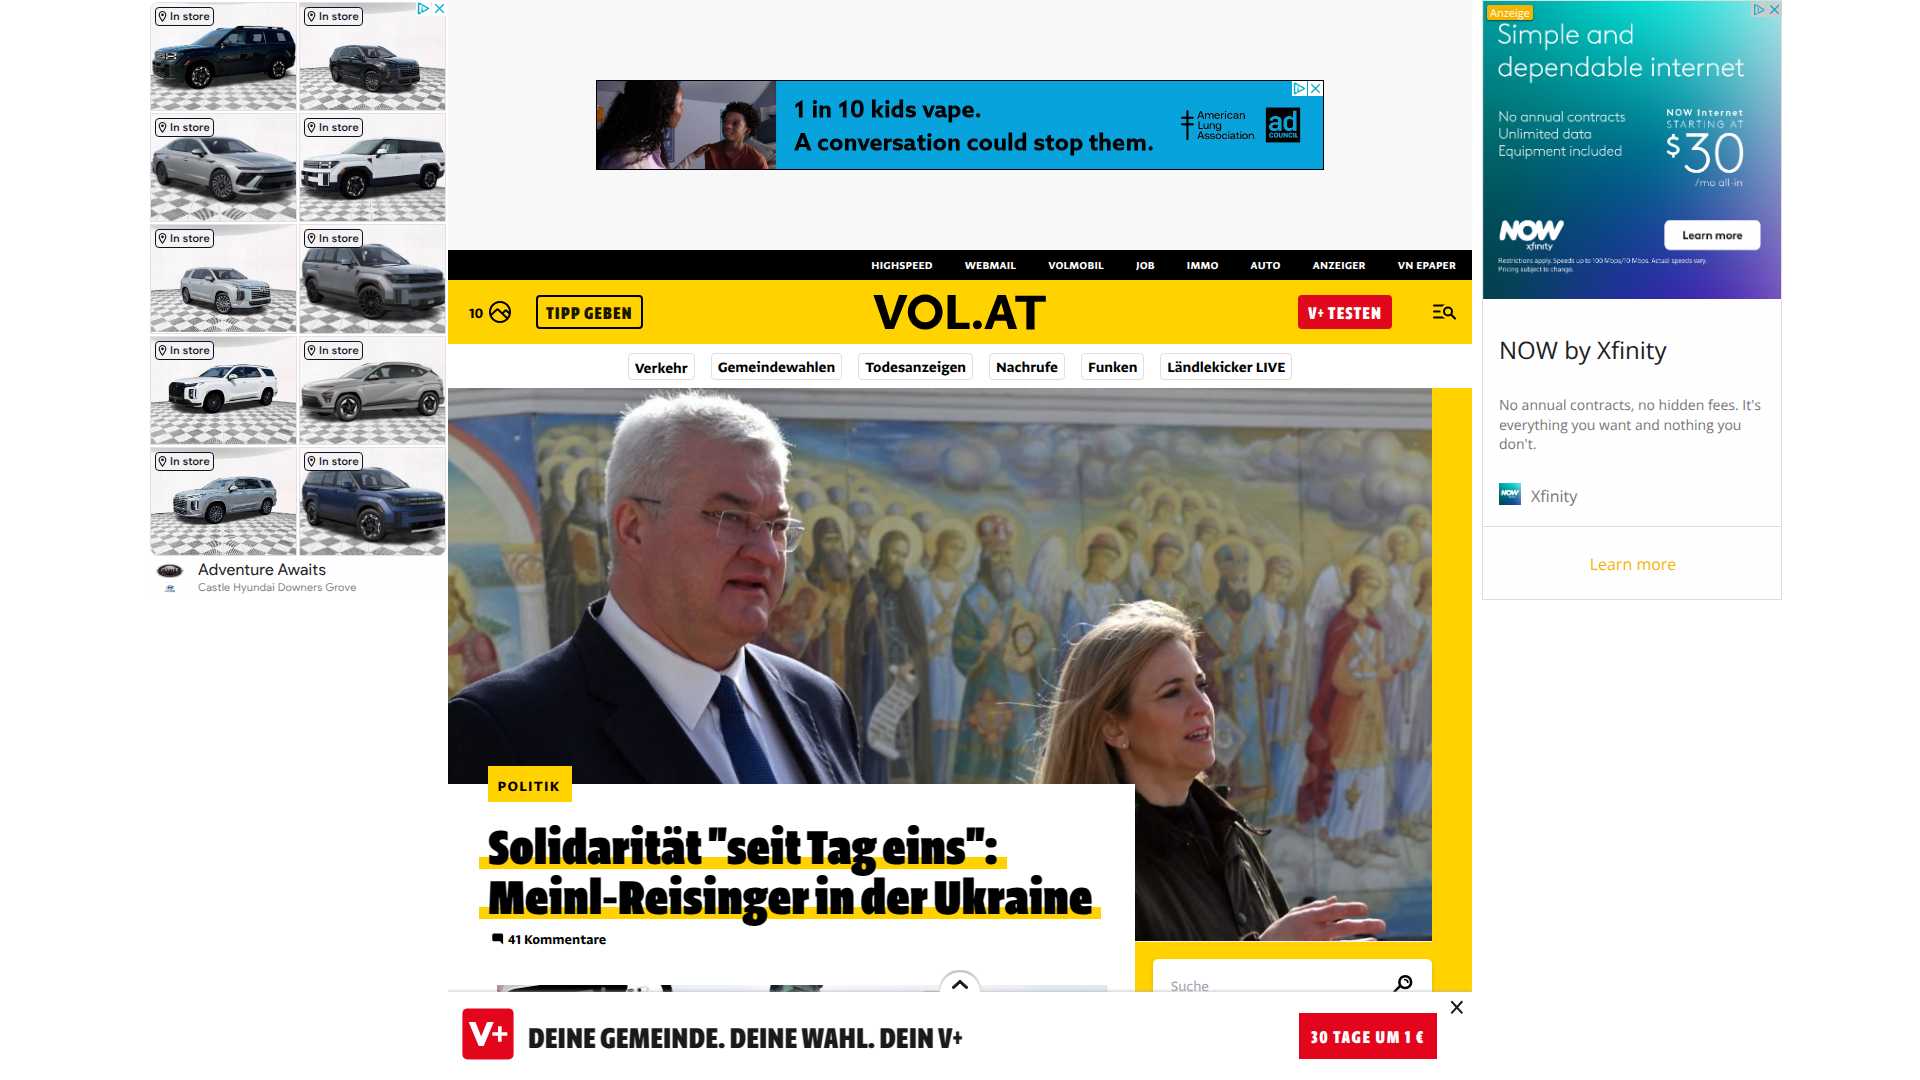 In store
In store
In store
In store
In store
In store
In store
In store
In store
In store
Adventure Awaits
Castle Hyundai Downers Grove
1 in 10 kids vape.
A conversation could stop them.
American
Lung
Association.
ad
COUNCIL
HIGHSPEED WEBMAIL VOLMOBIL JOB IMMO AUTO ANZEIGER VN EPAPER
10
TIPP GEBEN
VOL.AT
V+ TESTEN
Verkehr Gemeindewahlen Todesanzeigen Nachrufe Funken Ländlekicker LIVE
POLITIK
Solidarität "seit Tag eins":
Meinl-Reisinger in der Ukraine
41 Kommentare
Suche
V+
DEINE GEMEINDE. DEINE WAHL. DEIN V+
30 TAGE UM 1 €
Anzeige
Simple and
dependable internet
No annual contracts
Unlimited data
Equipment included
NOW Internet
STARTING AT
$30
/mo all-in
NOW
xfinity
Learn more
Restrictions apply. Speeds up to 100 Mbps/10 Mbps. Actual speeds vary.
Pricing subject to change.
NOW by Xfinity
No annual contracts, no hidden fees. It's
everything you want and nothing you
don't.
NOW
Xfinity
Learn more